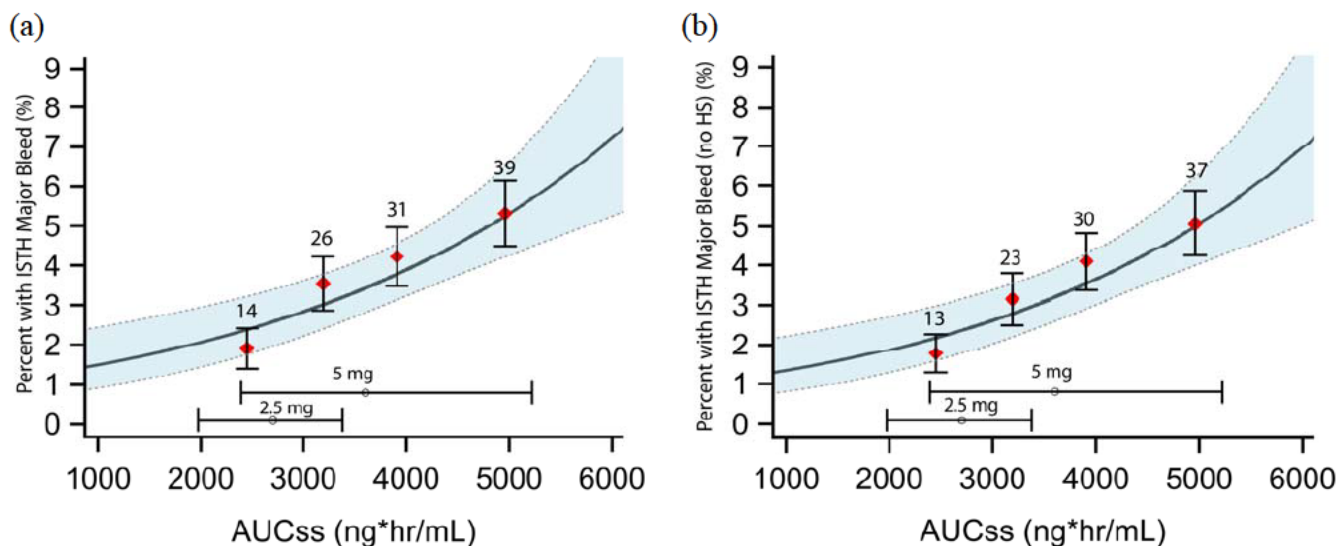 (a)
Percent with ISTH Major Bleed (%)
9
8
7
6
5
4
3
2
1
0
14
26
31
39
5 mg
2.5 mg
1000 2000 3000 4000 5000 6000
AUCss (ng*hr/mL)
(b)
Percent with ISTH Major Bleed (no HS) (%)
9
8
7
6
5
4
3
2
1
0
13
23
30
37
5 mg
2.5 mg
1000 2000 3000 4000 5000 6000
AUCss (ng*hr/mL)